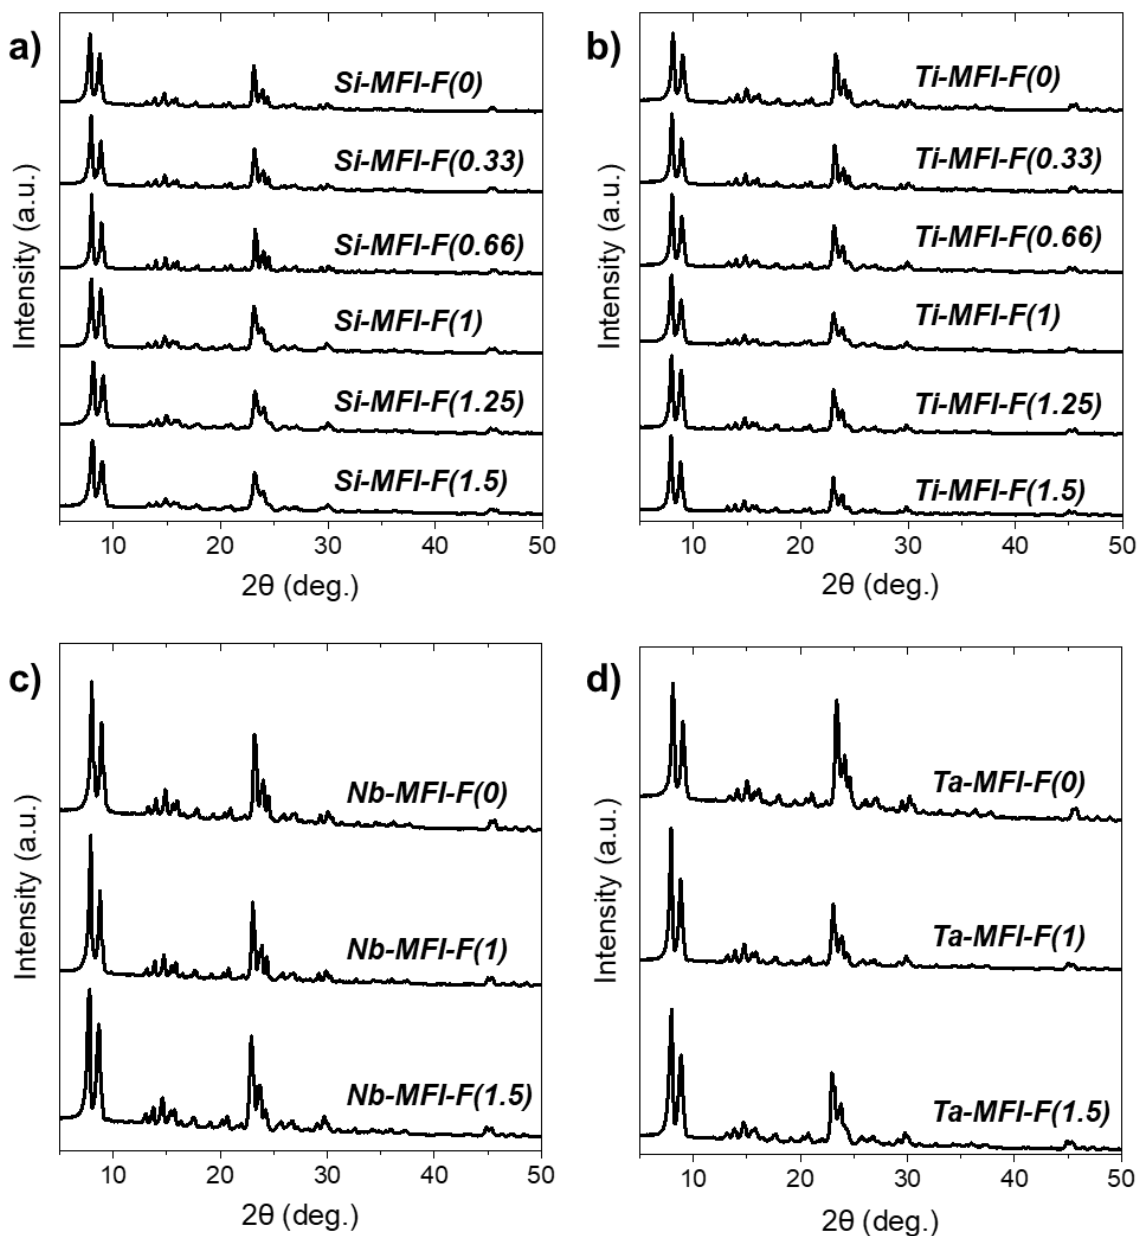 a)
Si-MFI-F(0)
Si-MFI-F(0.33)
Si-MFI-F(0.66)
Si-MFI-F(1)
Si-MFI-F(1.25)
Si-MFI-F(1.5)
Intensity (a.u.)
10 20 30 40 50
2θ (deg.)
b)
Ti-MFI-F(0)
Ti-MFI-F(0.33)
Ti-MFI-F(0.66)
Ti-MFI-F(1)
Ti-MFI-F(1.25)
Ti-MFI-F(1.5)
Intensity (a.u.)
10 20 30 40 50
2θ (deg.)
c)
Nb-MFI-F(0)
Nb-MFI-F(1)
Nb-MFI-F(1.5)
Intensity (a.u.)
10 20 30 40 50
2θ (deg.)
d)
Ta-MFI-F(0)
Ta-MFI-F(1)
Ta-MFI-F(1.5)
Intensity (a.u.)
10 20 30 40 50
2θ (deg.)